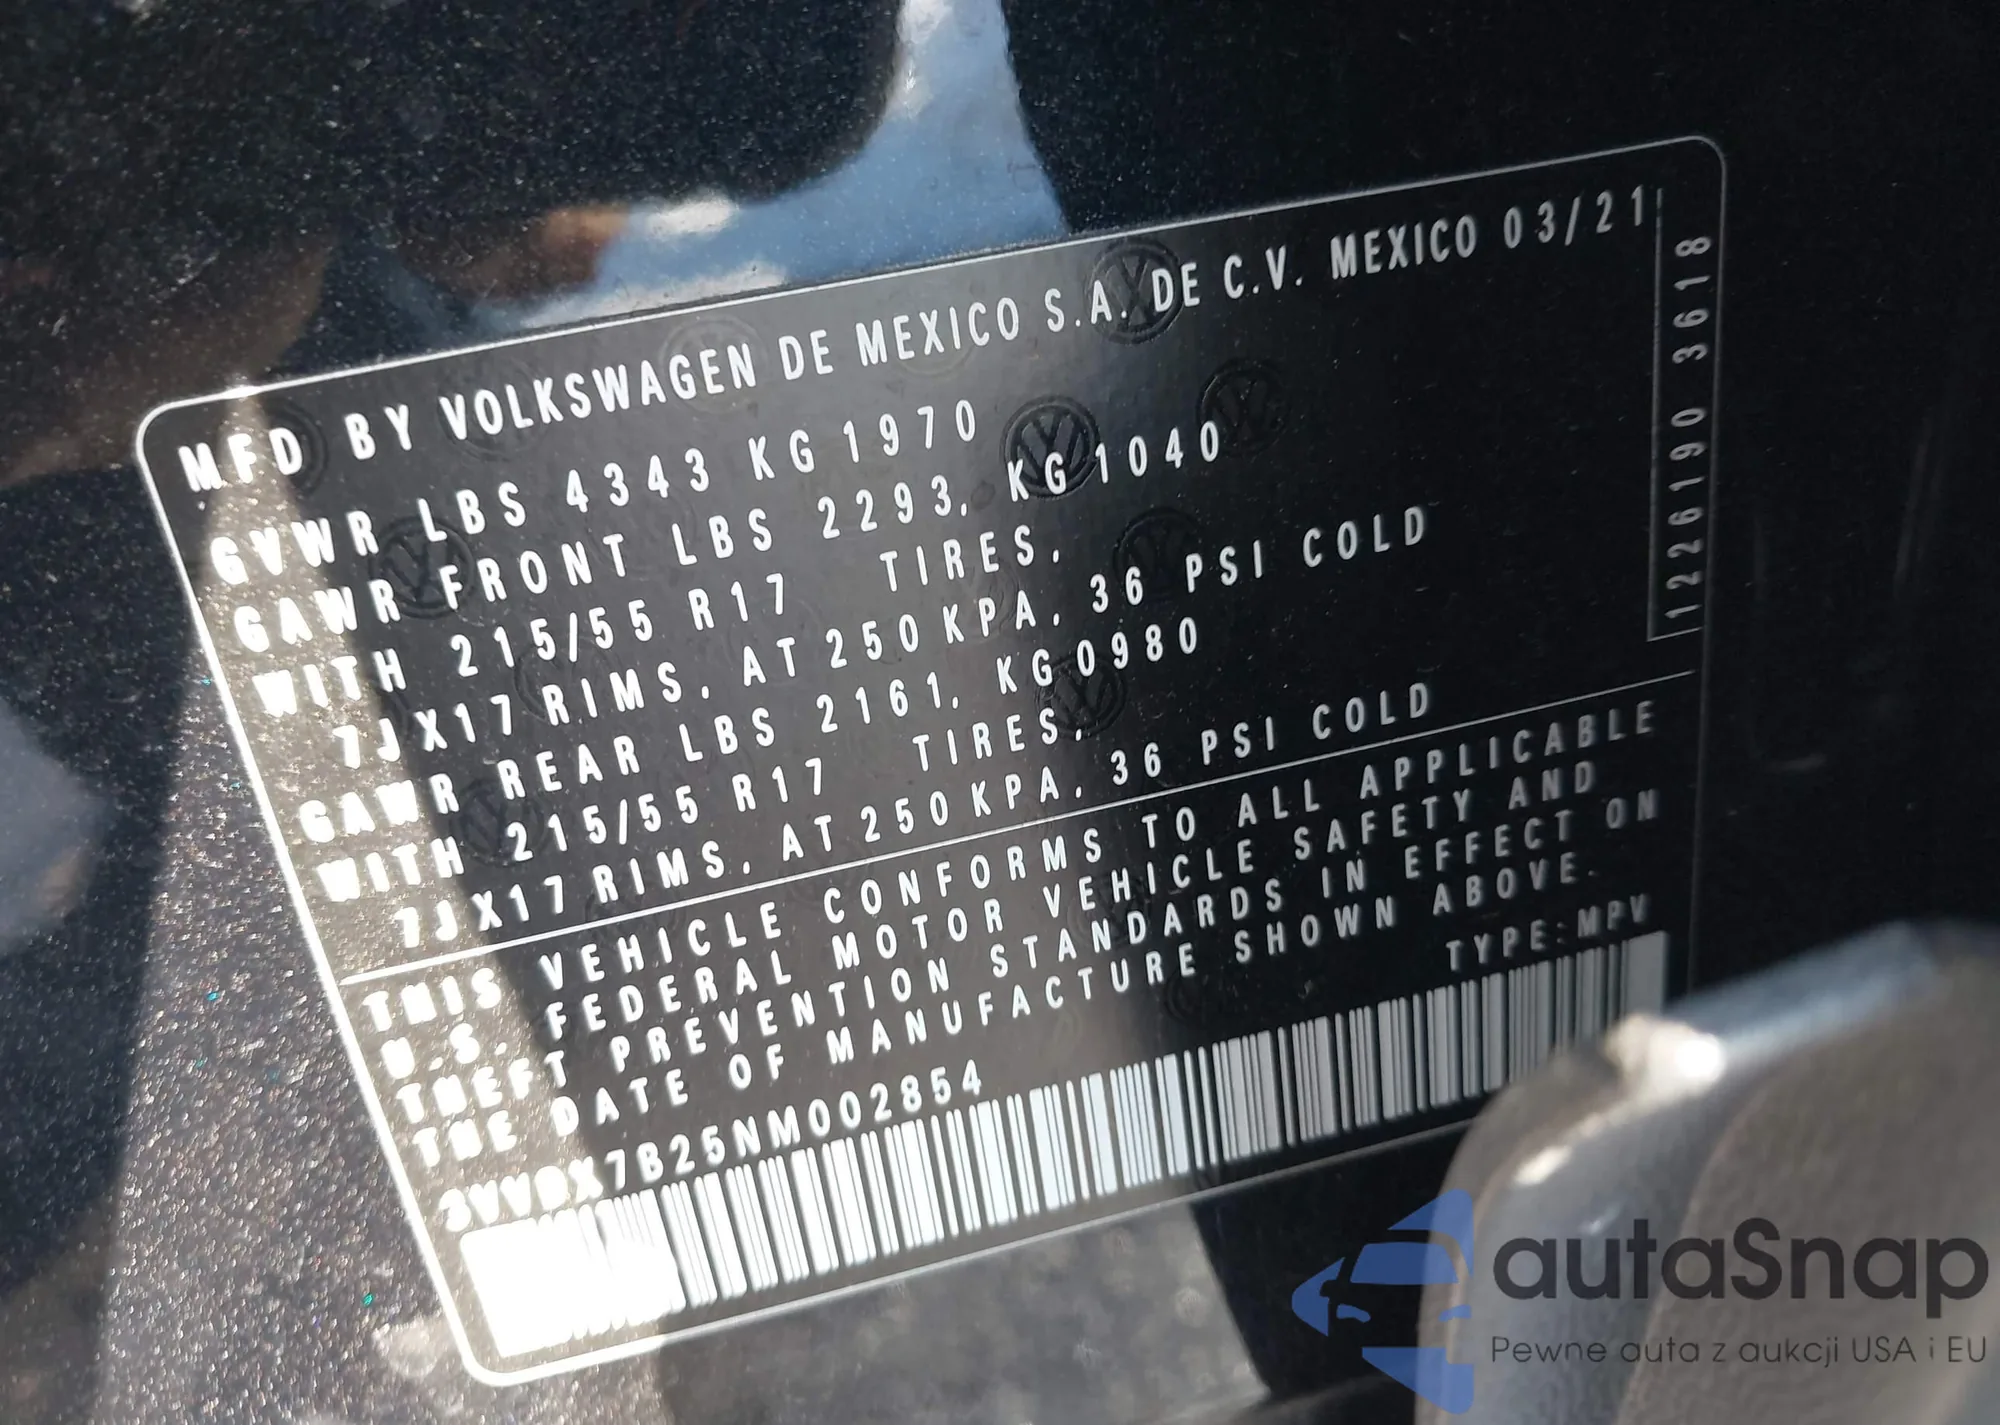 MFD BY VOLKSWAGEN DE MEXICO S.A. DE C.V. MEXICO 03/21
GVWR LBS 4343 KG 1970
GAWR FRONT LBS 2293, KG 1040
WITH 215/55 R17 TIRES,
7JX17 RIMS, AT 250 KPA, 36 PSI COLD
GAWR REAR LBS 2161, KG 0980
WITH 215/55 R17 TIRES,
7JX17 RIMS, AT 250 KPA, 36 PSI COLD
1226190 3618
THIS VEHICLE CONFORMS TO ALL APPLICABLE
U.S. FEDERAL MOTOR VEHICLE SAFETY AND
THEFT PREVENTION STANDARDS IN EFFECT ON
THE DATE OF MANUFACTURE SHOWN ABOVE.
3VVBX7B25NM002854 TYPE:MPV
autaSnap
Pewne auta z aukcji USA i EU